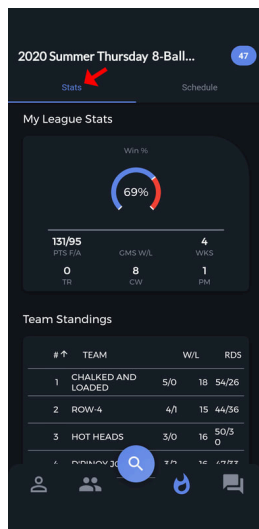 2020 Summer Thursday 8-Ball... 47
Stats Schedule
My League Stats
Win %
69%
131/95 4
PTS F/A GMS W/L WKS
0 8 1
TR CW PM
Team Standings
# ↑ TEAM W/L RDS
1 CHALKED AND LOADED 5/0 18 54/26
2 ROW-4 4/1 15 44/36
3 HOT HEADS 3/0 16 50/30